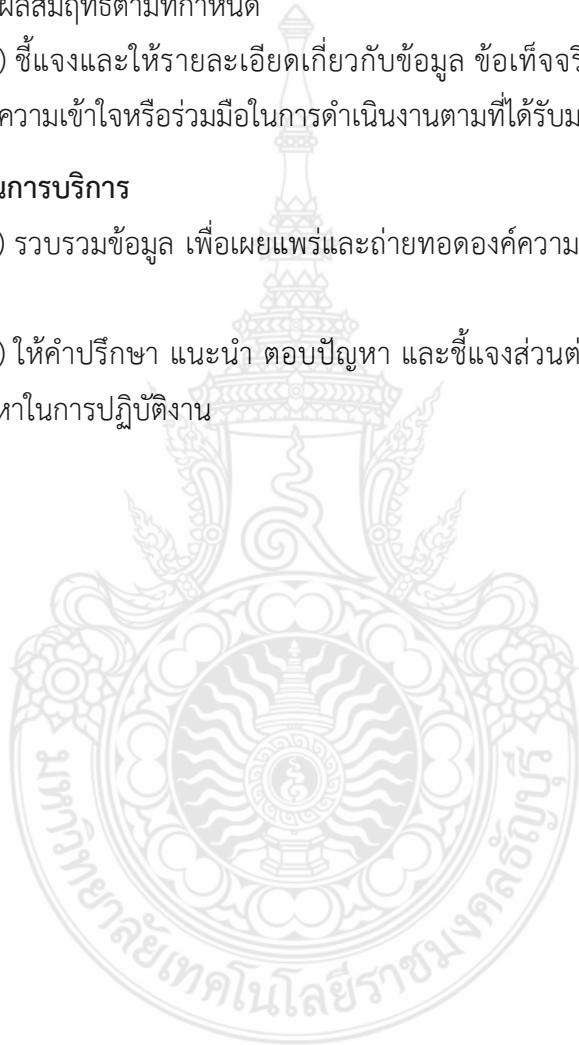 ผลสัมฤทธิ์ตามที่กำหนด
) ชี้แจงและให้รายละเอียดเกี่ยวกับข้อมูล ข้อเท็จจริ
ความเข้าใจหรือร่วมมือในการดำเนินงานตามที่ได้รับม
นการบริการ
) รวบรวมข้อมูล เพื่อเผยแพร่และถ่ายทอดองค์ความ
) ให้คำปรึกษา แนะนำ ตอบปัญหา และชี้แจงส่วนต่
หาในการปฏิบัติงาน
มหาวิทยาลัยเทคโนโลยีราชมงคลธัญบุรี